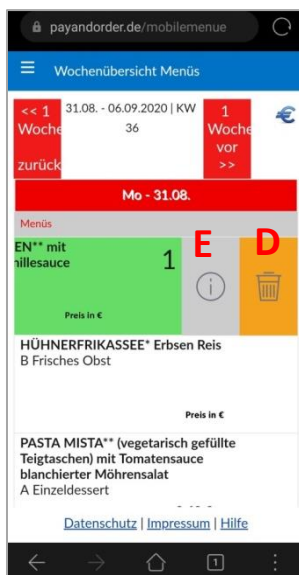 payandorder.de/mobilemenue
Wochenübersicht Menüs
<< 1
Woche
zurück
31.08. - 06.09.2020 | KW
36
1
Woche
vor
>>
€
Mo - 31.08.
Menüs
EN** mit
hillesauce
1
Preis in €
E
D
HÜHNERFRIKASSEE* Erbsen
Reis
B Frisches Obst
Preis in €
PASTA MISTA** (vegetarisch gefüllte
Teigtaschen) mit Tomatensauce
blanchierter Möhrensalat
A Einzeldessert
Datenschutz | Impressum | Hilfe
1